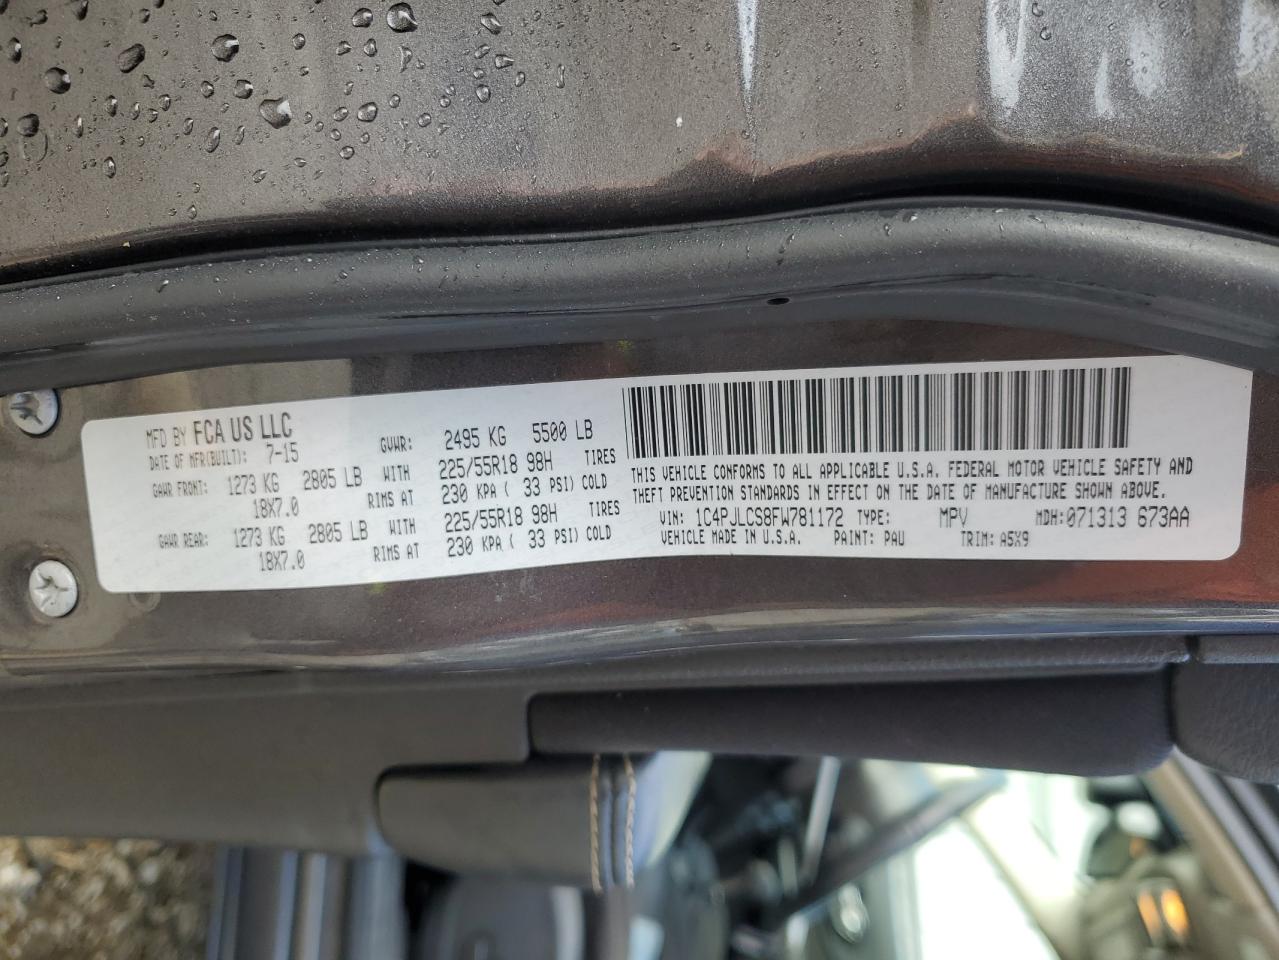 MFD BY FCA US LLC
DATE OF MFR(BUILT): 7-15 GVWR: 2495 KG 5500 LB
GAWR FRONT: 1273 KG 2805 LB WITH 225/55R18 98H TIRES
18X7.0 RIMS AT 230 KPA ( 33 PSI) COLD
GAWR REAR: 1273 KG 2805 LB WITH 225/55R18 98H TIRES
18X7.0 RIMS AT 230 KPA ( 33 PSI) COLD
THIS VEHICLE CONFORMS TO ALL APPLICABLE U.S.A. FEDERAL MOTOR VEHICLE SAFETY AND
THEFT PREVENTION STANDARDS IN EFFECT ON THE DATE OF MANUFACTURE SHOWN ABOVE.
VIN: 1C4PJLCS8FW781172 TYPE: MPV MDH:071313 673AA
VEHICLE MADE IN U.S.A. PAINT: PAU TRIM: A5X9